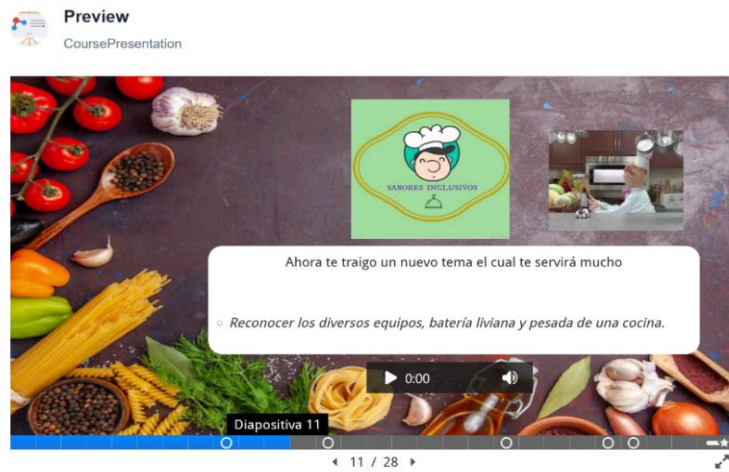 Preview
CoursePresentation
SABORES INCLUSIVOS
Ahora te traigo un nuevo tema el cual te servirá mucho
Reconocer los diversos equipos, batería liviana y pesada de una cocina.
0:00
Diapositiva 11
11 / 28